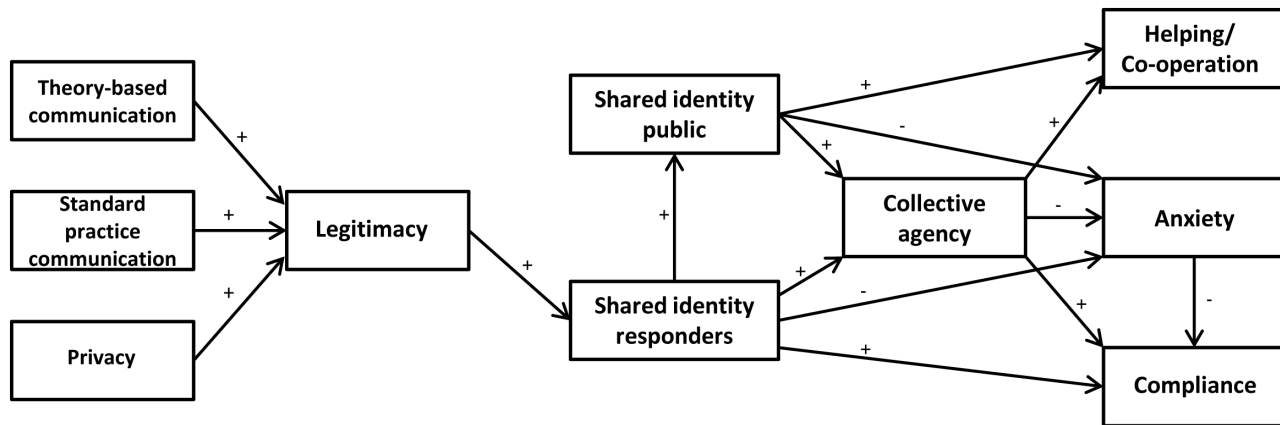 Theory-based
communication
Standard
practice
communication
Privacy
+
+
+
Legitimacy
+
Shared identity
public
+
Shared identity
responders
+
-
+
+
-
+
Collective
agency
+
-
+
Helping/
Co-operation
Anxiety
-
Compliance